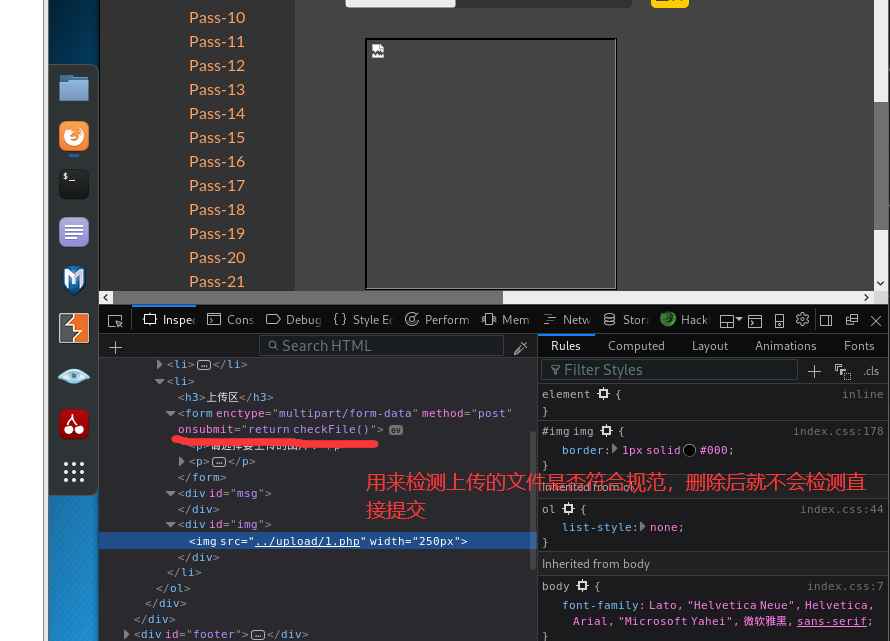 Pass-10
Pass-11
Pass-12
Pass-13
Pass-14
Pass-15
Pass-16
Pass-17
Pass-18
Pass-19
Pass-20
Pass-21
Inspec Cons Debug Style Ed Perform Mem Netw Stora Hackl
Search HTML
Rules Computed Layout Animations Fonts
Filter Styles .cls
<li>…</li>
<li>
<h3>上传区</h3>
<form enctype="multipart/form-data" method="post"
onsubmit="return checkFile()"> ev
<p>…</p>
</form>
<div id="msg">
</div>
<div id="img">
<img src="../upload/1.php" width="250px">
</div>
</li>
</ol>
</div>
</div>
<div id="footer">…</div>
element { inline
}
#img img { index.css:178
border: 1px solid #000;
}
Inherited from ol
ol { index.css:44
list-style: none;
}
Inherited from body
body { index.css:7
font-family: Lato, "Helvetica Neue", Helvetica,
Arial, "Microsoft Yahei", 微软雅黑, sans-serif;
}
用来检测上传的文件是否符合规范，删除后就不会检测直
接提交